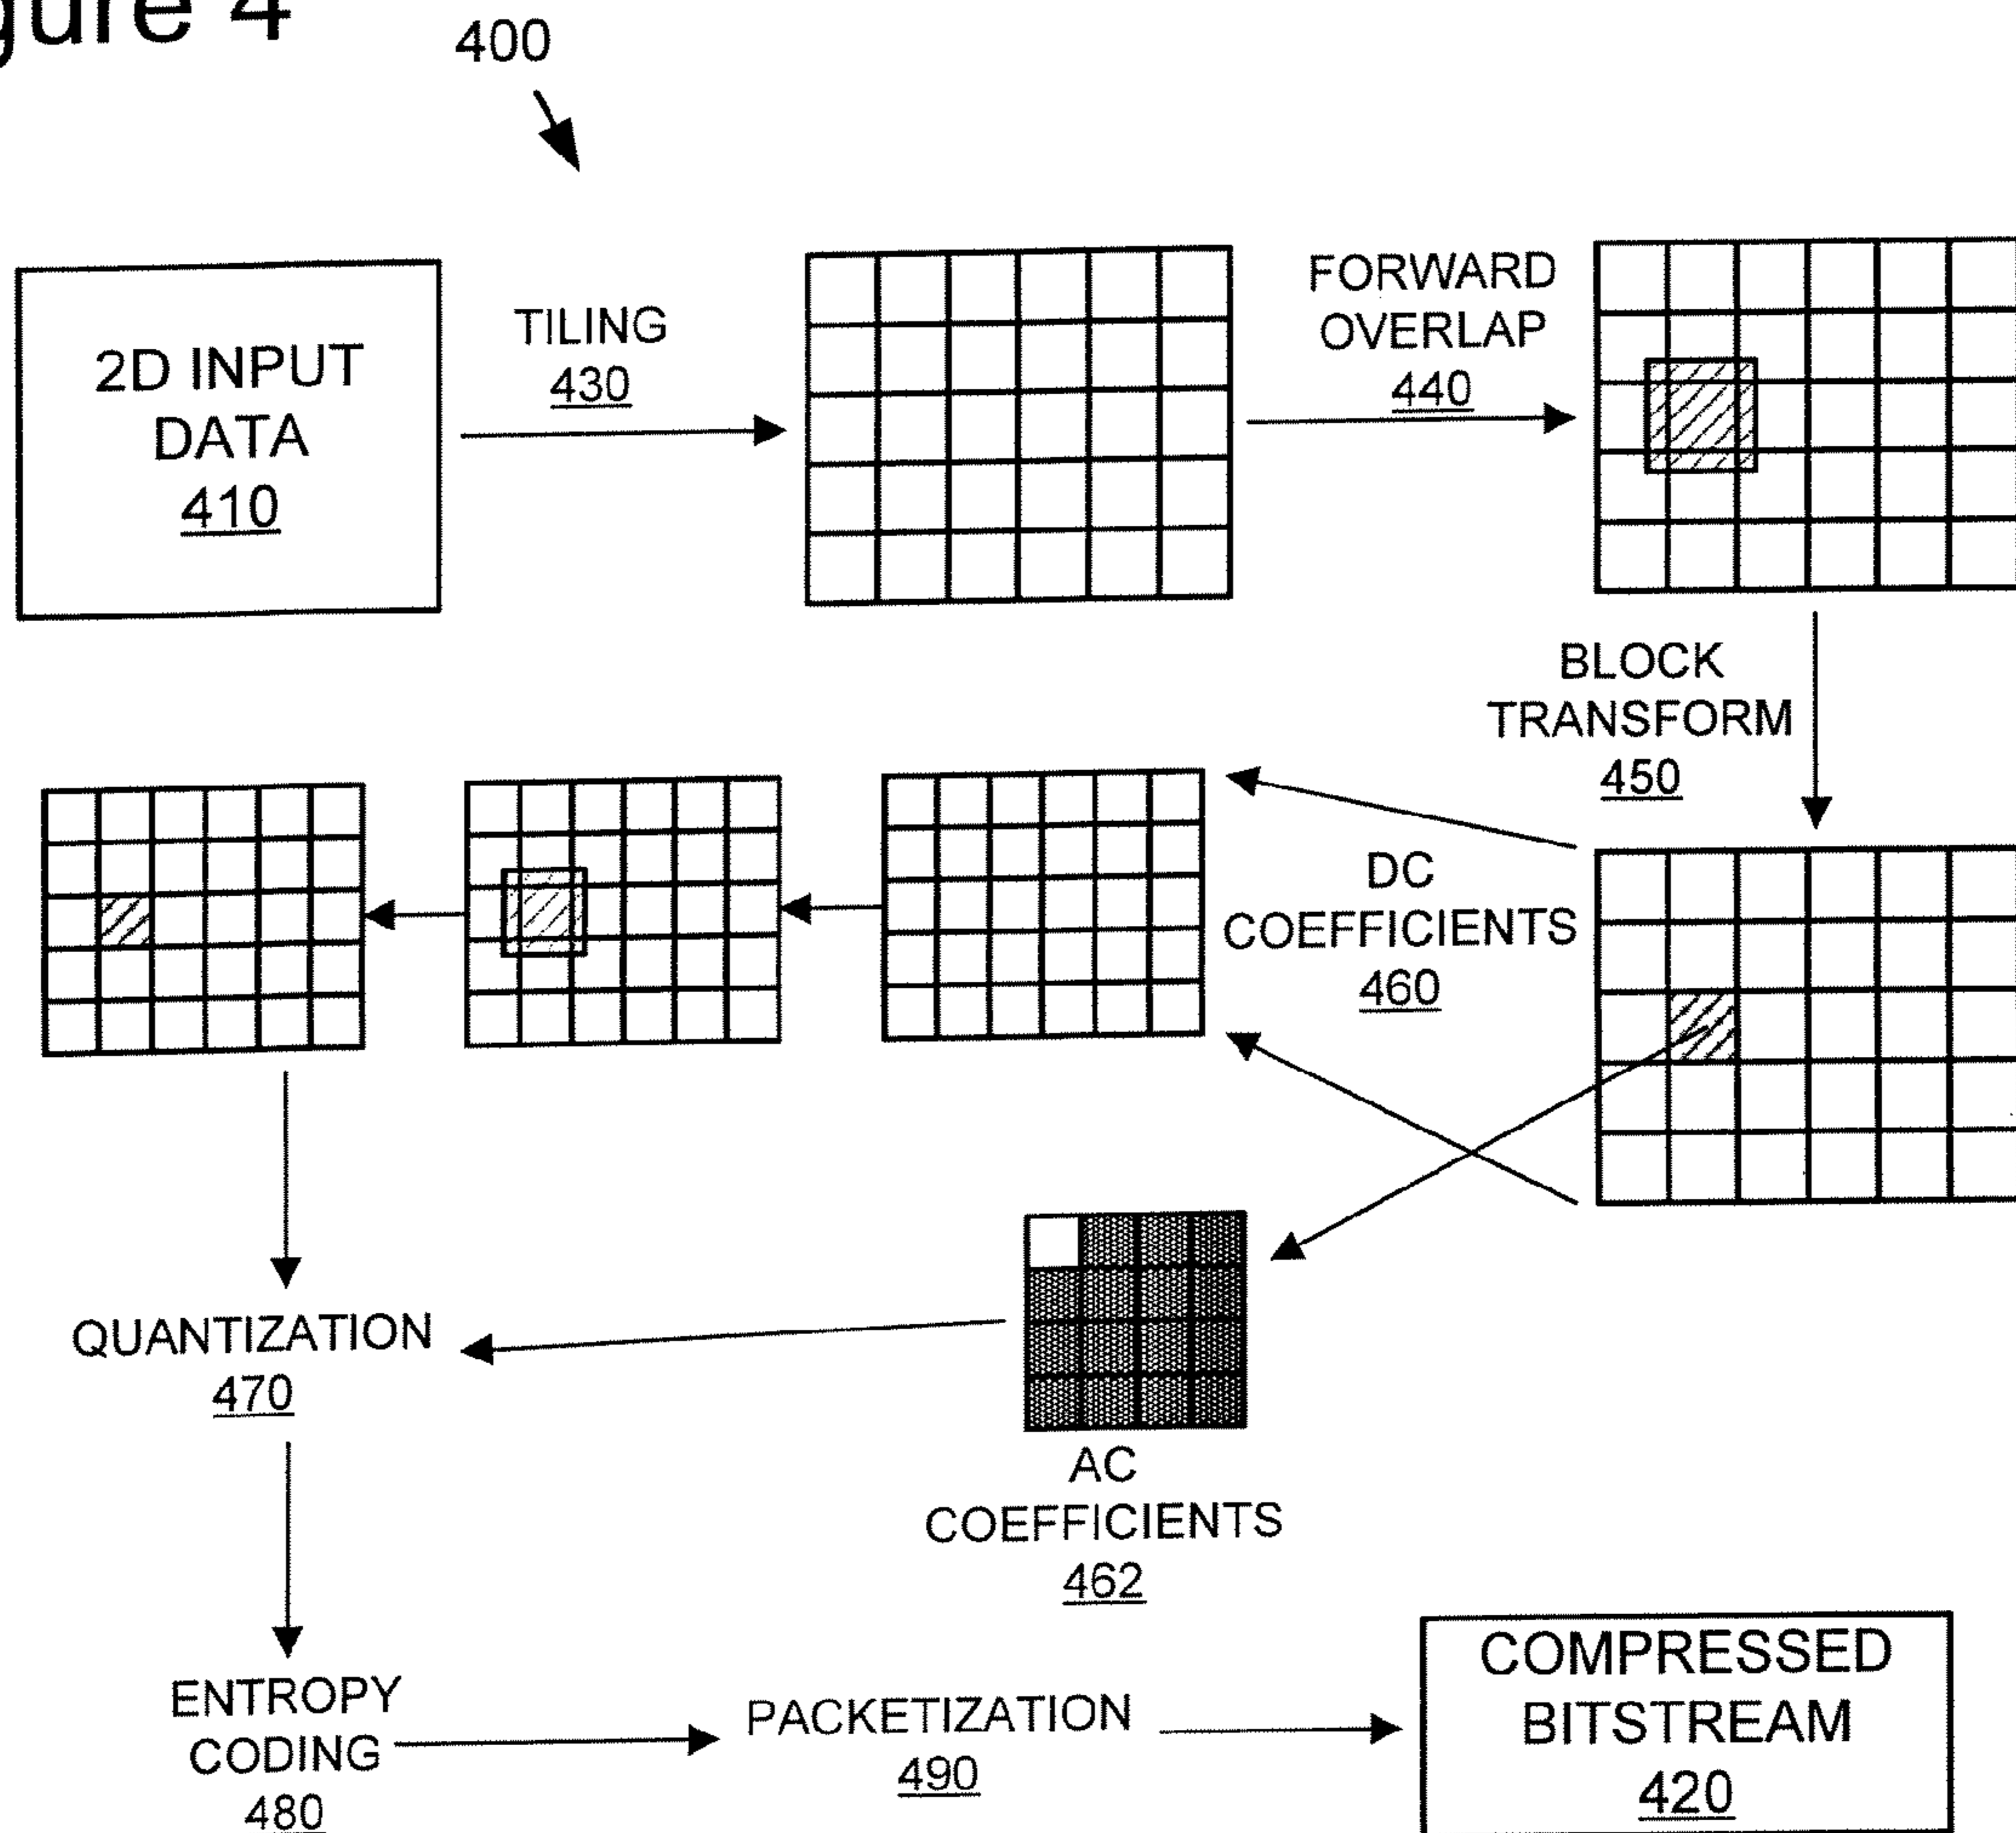 gure 4
400
2D INPUT
DATA
410
TILING
430
FORWARD
OVERLAP
440
BLOCK
TRANSFORM
450
DC
COEFFICIENTS
460
QUANTIZATION
470
AC
COEFFICIENTS
462
ENTROPY
CODING
480
PACKETIZATION
490
COMPRESSED
BITSTREAM
420